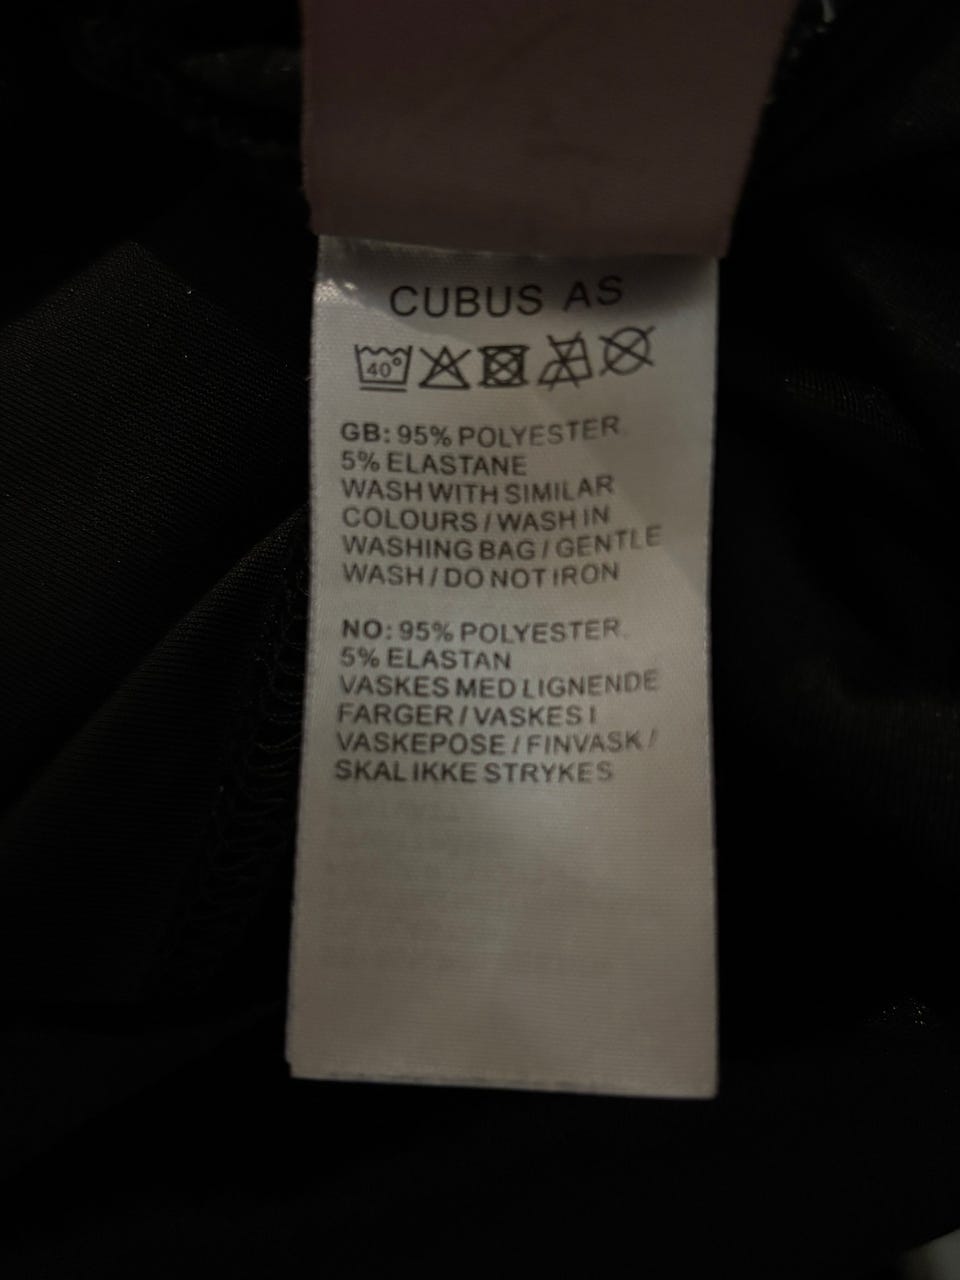 CUBUS AS
40°
GB: 95% POLYESTER,
5% ELASTANE
WASH WITH SIMILAR
COLOURS / WASH IN
WASHING BAG / GENTLE
WASH / DO NOT IRON
NO: 95% POLYESTER,
5% ELASTAN
VASKES MED LIGNENDE
FARGER / VASKES I
VASKEPOSE / FINVASK /
SKAL IKKE STRYKES